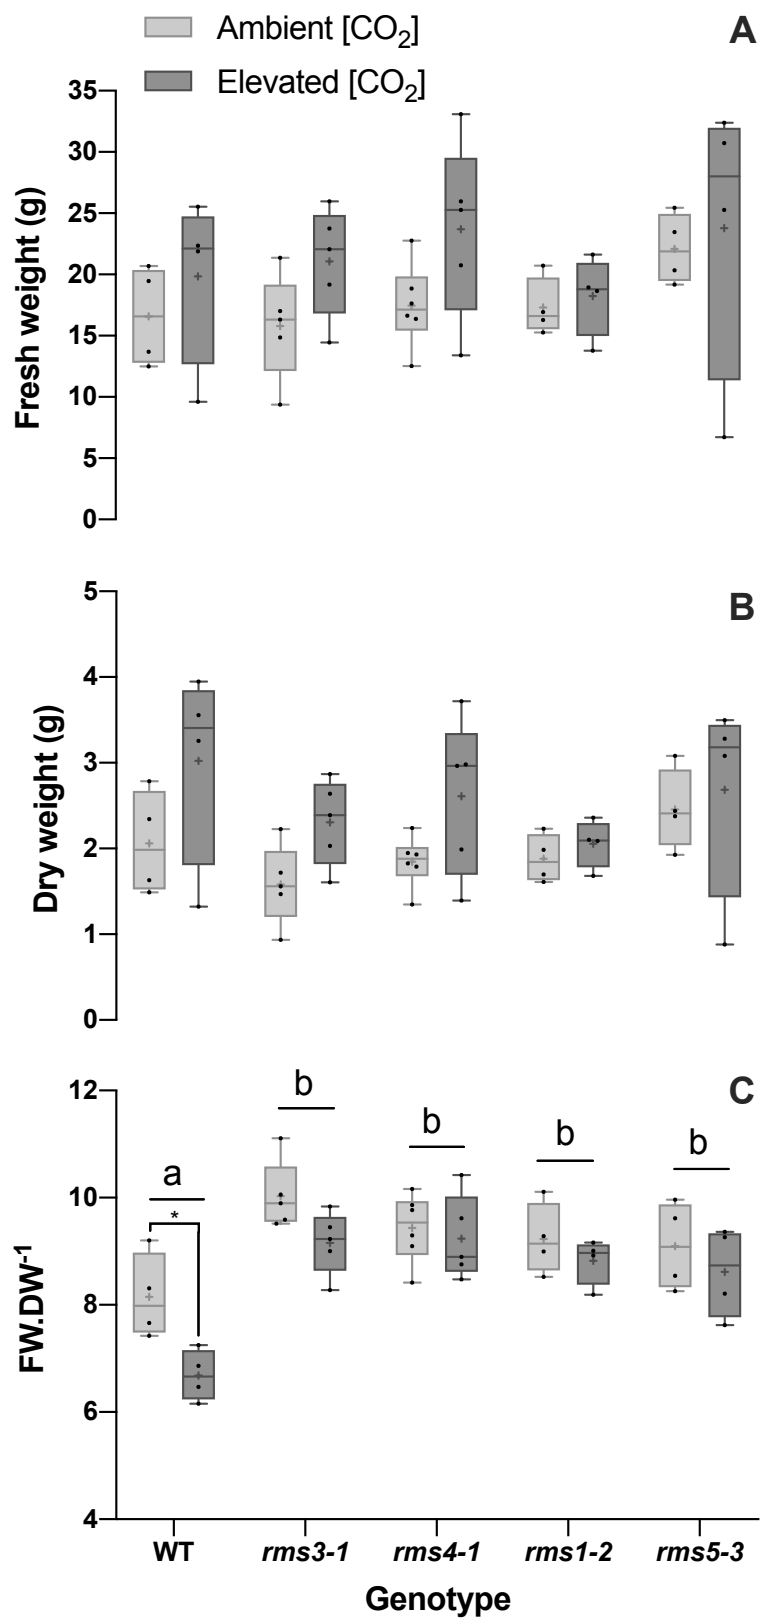 Ambient [CO₂]
A
Elevated [CO₂]
35
30
25
20
15
10
5
0
Fresh weight (g)
B
5
4
3
2
1
0
Dry weight (g)
C
12
10
8
6
4
FW.DW⁻¹
a
*
b
b
b
b
WT rms3-1 rms4-1 rms1-2 rms5-3
Genotype